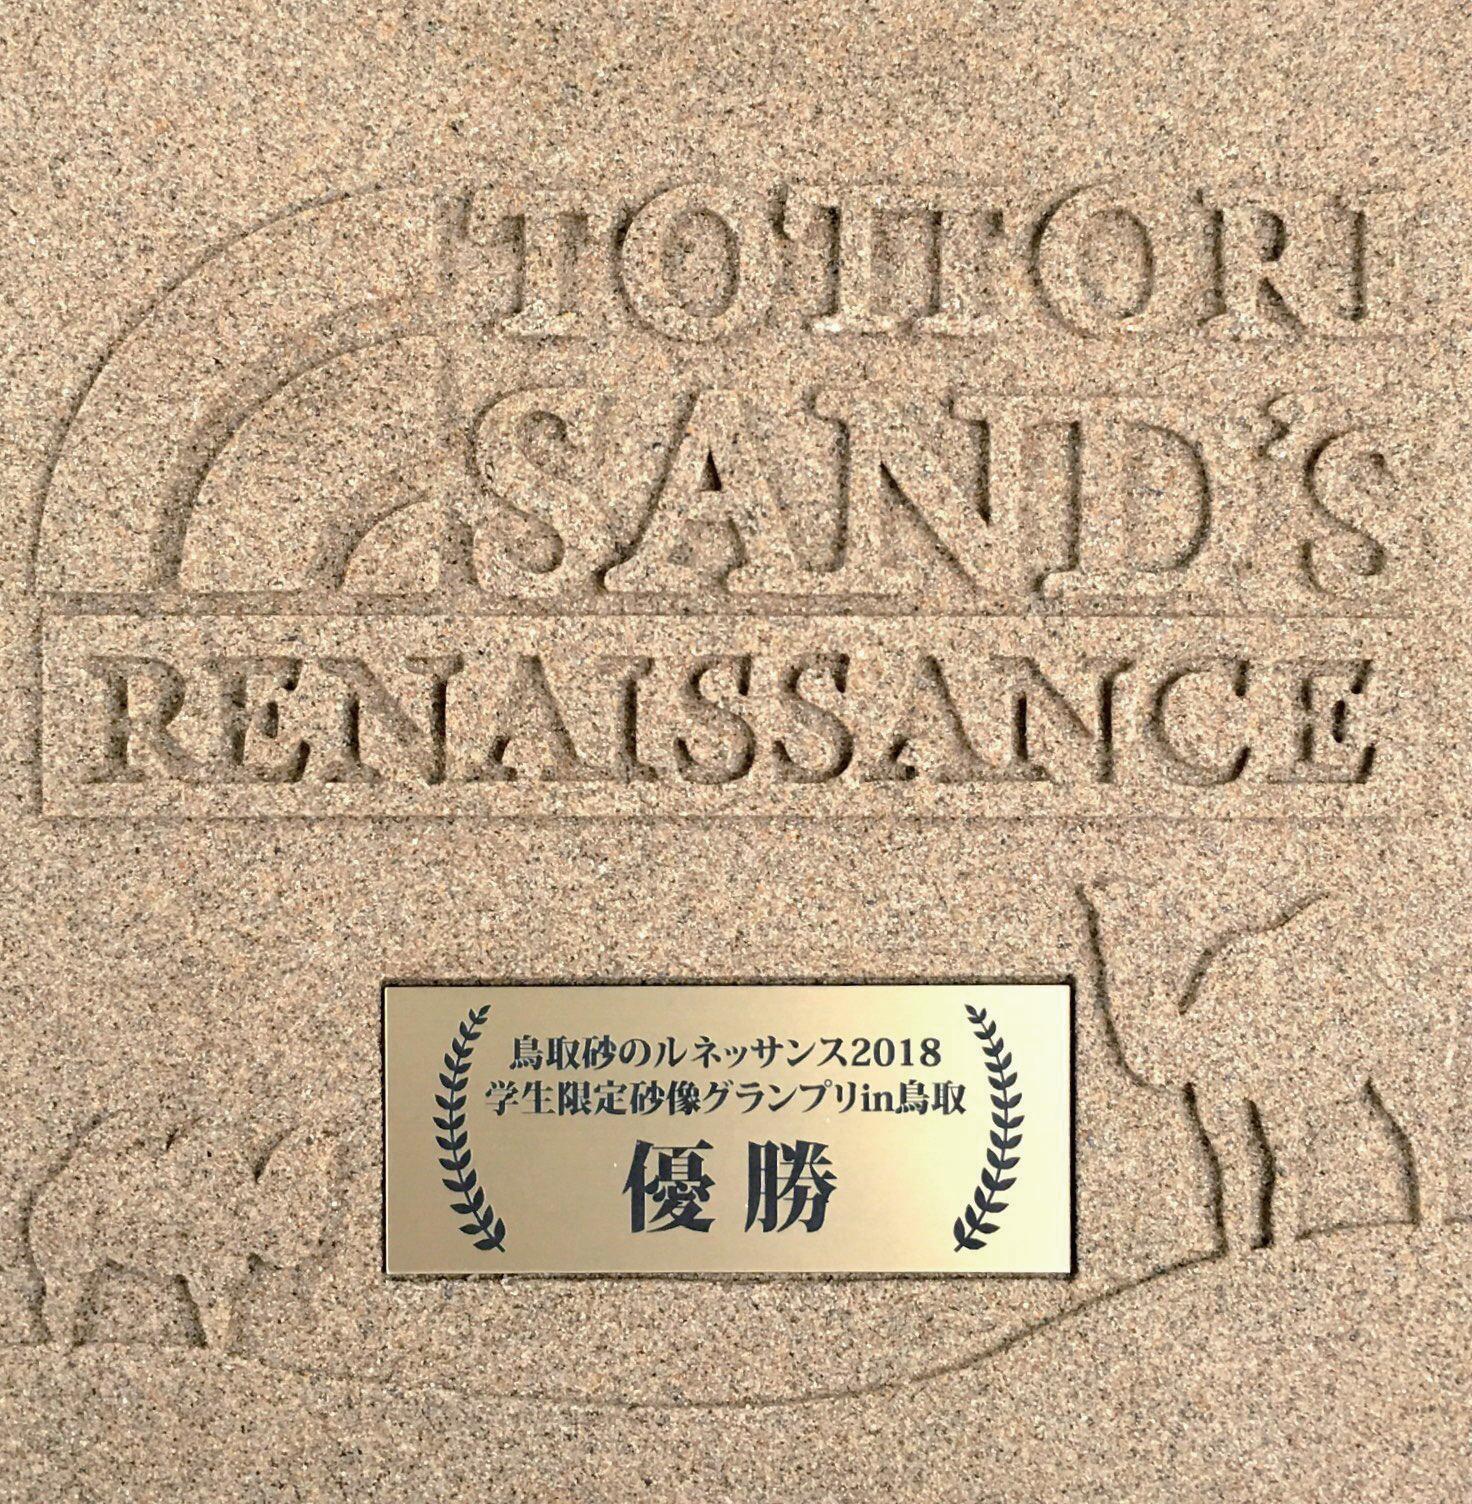 TOTTORI
SAND'S
RENAISSANCE
鳥取砂のルネッサンス2018
学生限定砂像グランプリin鳥取
優勝